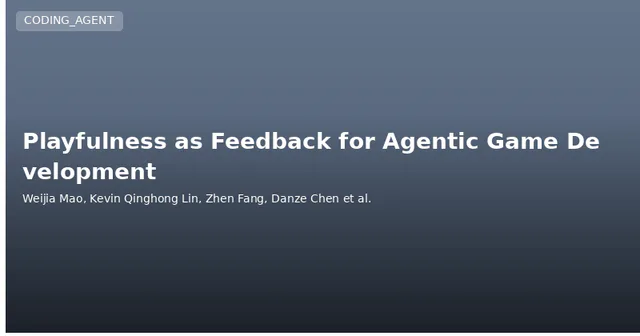 CODING_AGENT
Playfulness as Feedback for Agentic Game De
velopment
Weijia Mao, Kevin Qinghong Lin, Zhen Fang, Danze Chen et al.